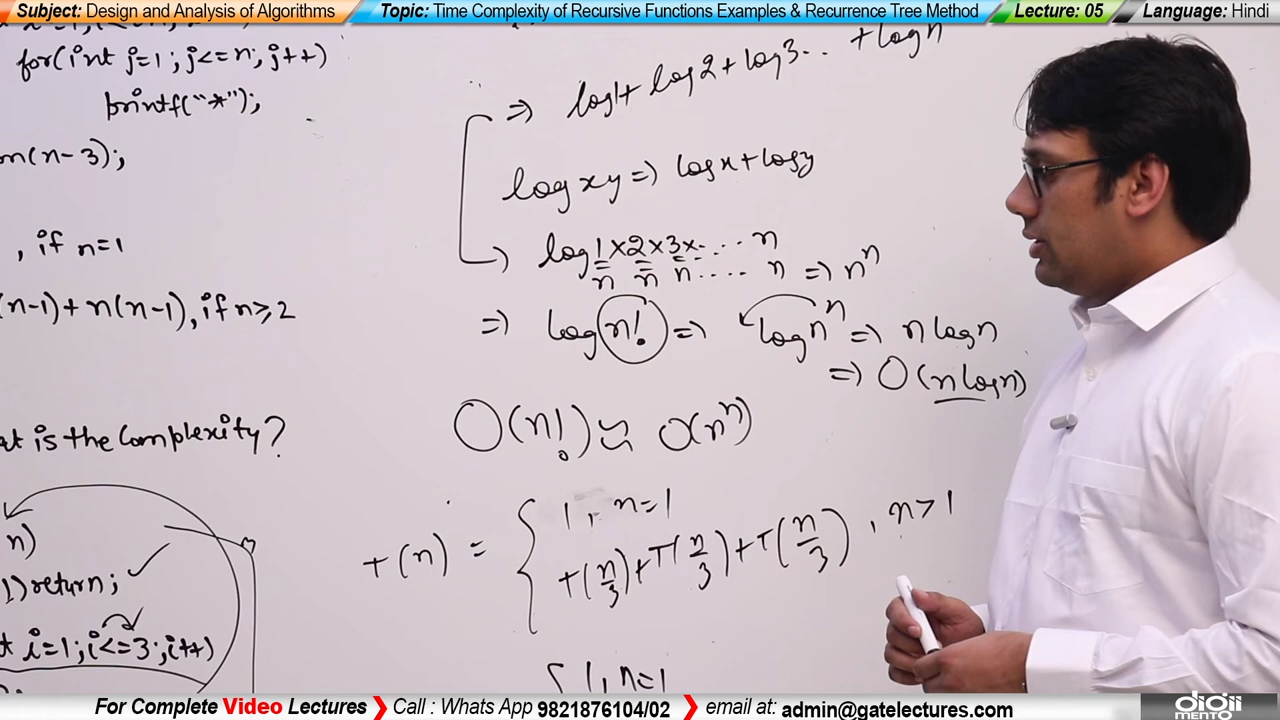 Subject: Design and Analysis of Algorithms Topic: Time Complexity of Recursive Functions Examples & Recurrence Tree Method Lecture: 05 Language: Hindi
for(int j=1; j<=n; j++)
printf("*");
(n-3);
, if n=1
(n-1) + n(n-1), if n≥2
is the Complexity?
n)
1) return;
i=1; i<=3; i++)
+ log n
⇒ log1 + log2 + log3...
log xy ⇒ logx + logy
⇒ log 1×2×3×.... n
n n n .... n ⇒ n^n
⇒ log n! ⇒ log n^n ⇒ n log n
⇒ O(n log n)
O(n!) ≈ O(n^n)
T(n) = { 1, n=1
T(n/3) + T(n/3) + T(n/3), n>1
{ 1, n=1
For Complete Video Lectures ❯ Call : Whats App 9821876104/02 ❯ email at: admin@gatelectures.com
digii
MENTO